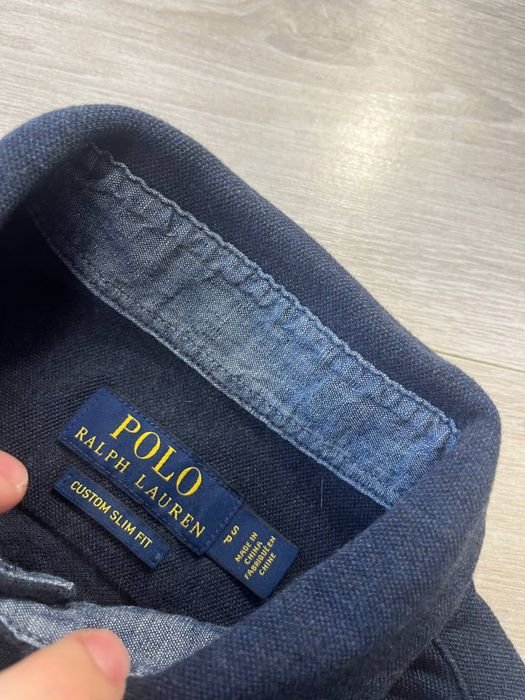 POLO
RALPH LAUREN
CUSTOM SLIM FIT
S
P
MADE IN
CHINA
FABRIQUÉ EN
CHINE